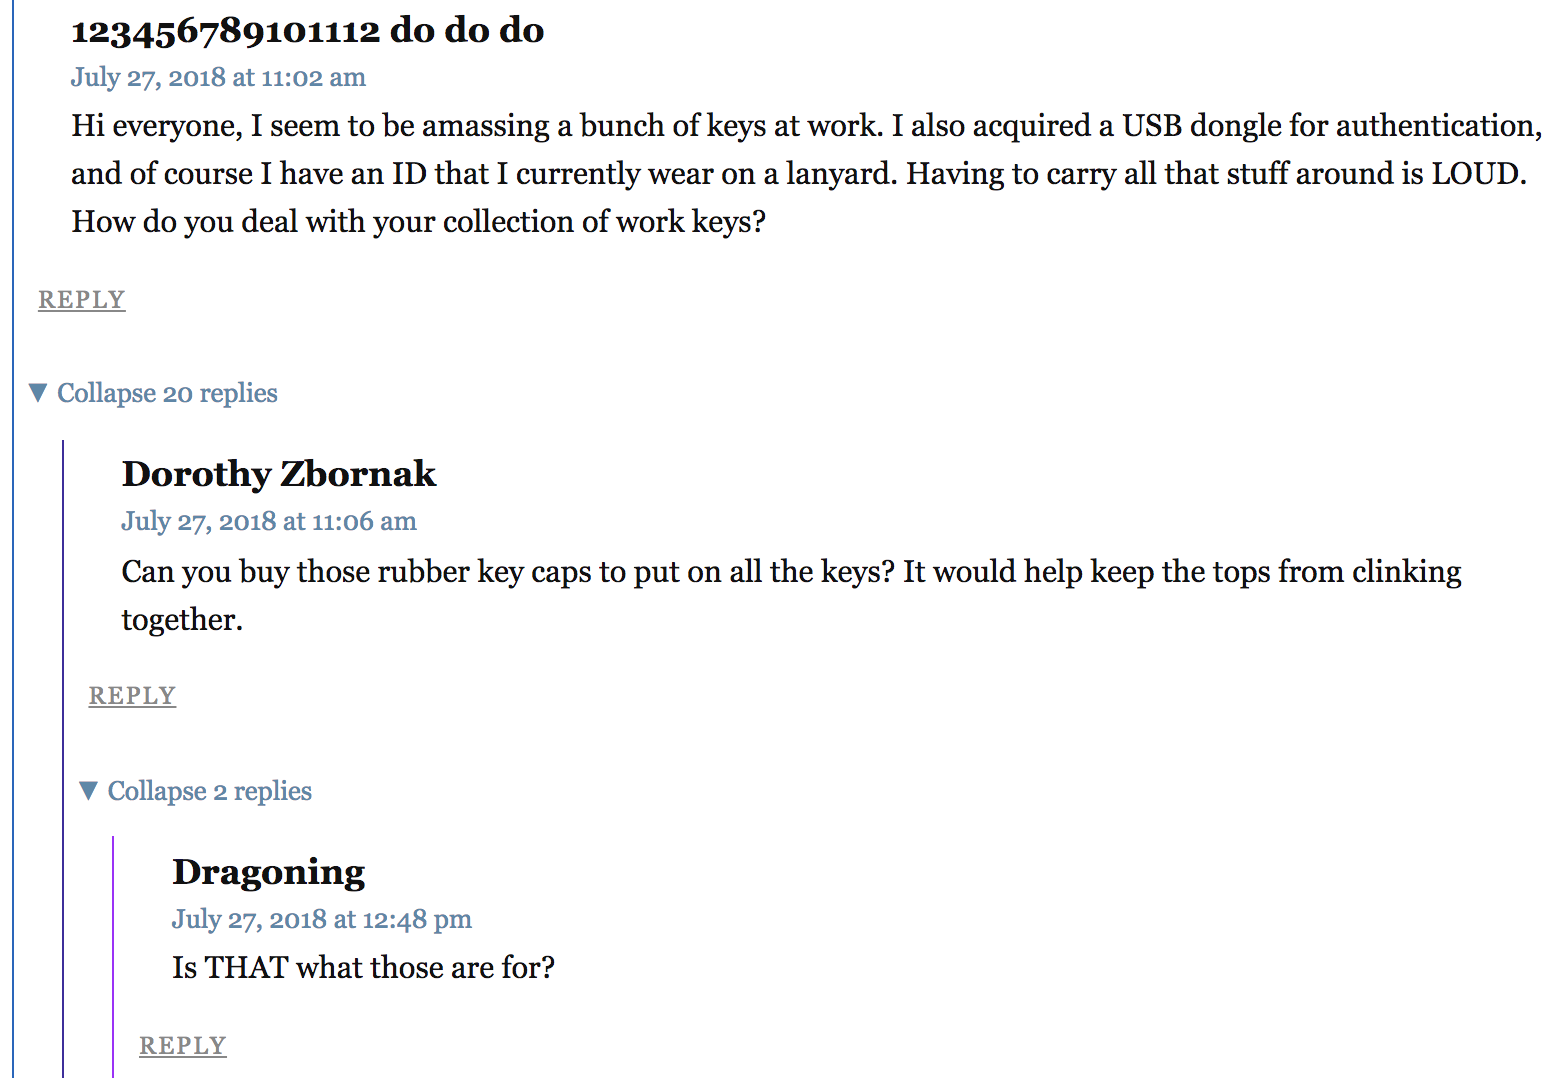 123456789101112 do do do
July 27, 2018 at 11:02 am
Hi everyone, I seem to be amassing a bunch of keys at work. I also acquired a USB dongle for authentication,
and of course I have an ID that I currently wear on a lanyard. Having to carry all that stuff around is LOUD.
How do you deal with your collection of work keys?
REPLY
▼ Collapse 20 replies
Dorothy Zbornak
July 27, 2018 at 11:06 am
Can you buy those rubber key caps to put on all the keys? It would help keep the tops from clinking
together.
REPLY
▼ Collapse 2 replies
Dragoning
July 27, 2018 at 12:48 pm
Is THAT what those are for?
REPLY